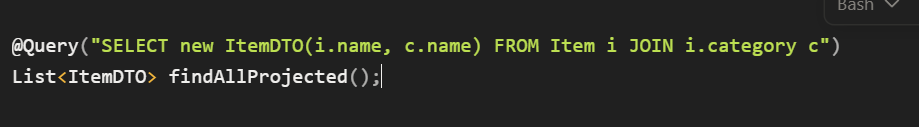 Bash
@Query("SELECT new ItemDTO(i.name, c.name) FROM Item i JOIN i.category c")
List<ItemDTO> findAllProjected();